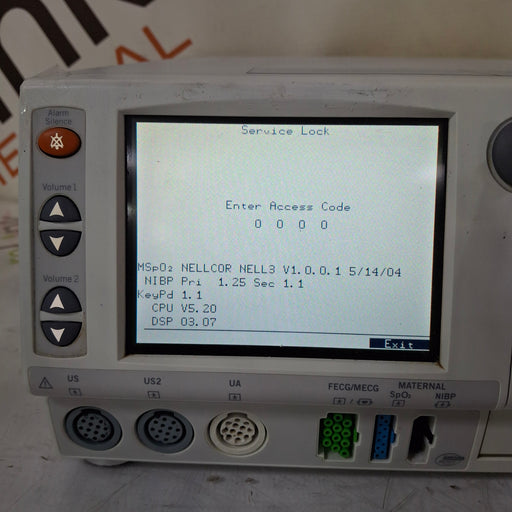 Alarm
Silence
Service Lock
Volume 1
Enter Access Code
0 0 0 0
MSpO₂ NELLCOR NELL3 V1.0.0.1 5/14/04
Volume 2
NIBP Pri 1.25 Sec 1.1
KeyPd 1.1
CPU V5.20
DSP 03.07
Exit
US
US2
UA
FECG/MECG
MATERNAL
SpO₂
NIBP